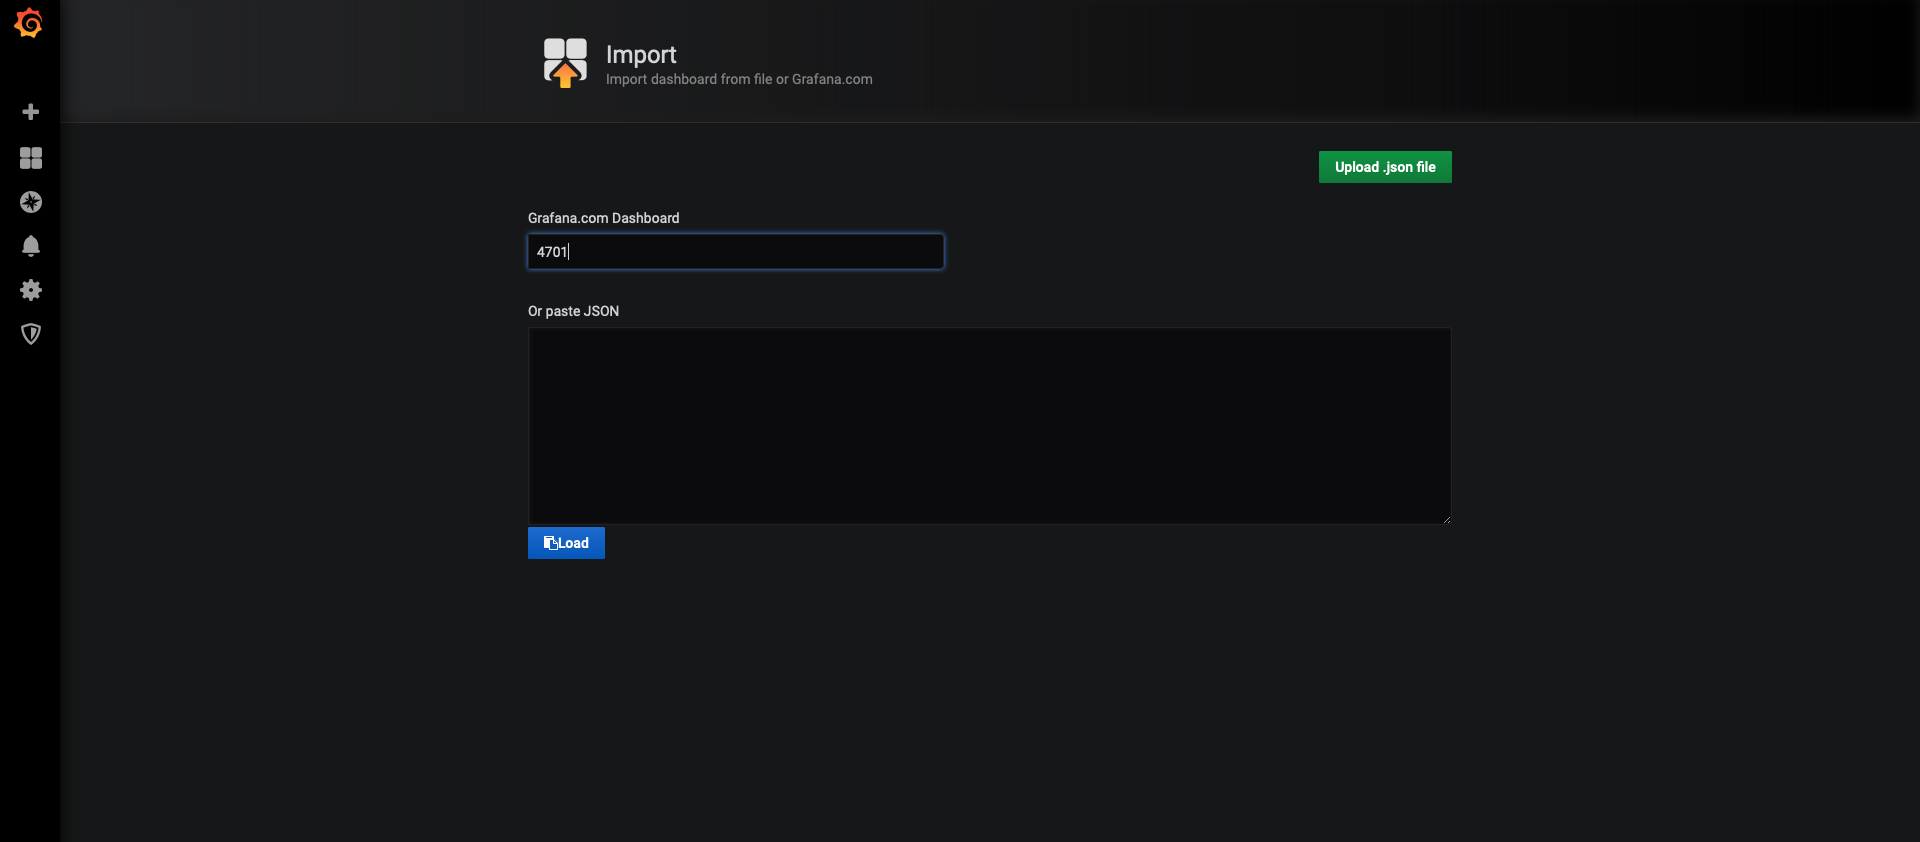 Import
Import dashboard from file or Grafana.com
Upload .json file
Grafana.com Dashboard
4701
Or paste JSON
Load